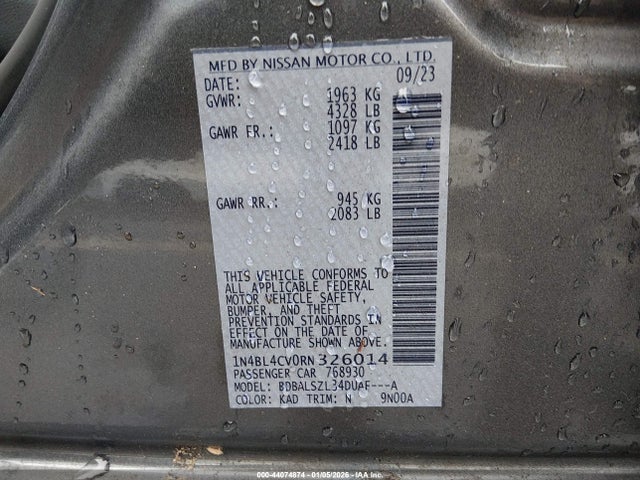 MFD BY NISSAN MOTOR CO., LTD.
DATE: 09/23
GVWR: 1963 KG
4328 LB
GAWR FR.: 1097 KG
2418 LB
GAWR RR.: 945 KG
2083 LB
THIS VEHICLE CONFORMS TO
ALL APPLICABLE FEDERAL
MOTOR VEHICLE SAFETY,
BUMPER, AND THEFT
PREVENTION STANDARDS IN
EFFECT ON THE DATE OF
MANUFACTURE SHOWN ABOVE.
1N4BL4CV0RN326014
PASSENGER CAR 768930
MODEL: BDBALSZL34DUAF---A
COLOR: KAD TRIM: N 9N00A
000-44074874 - 01/05/2026 - IAA Inc.